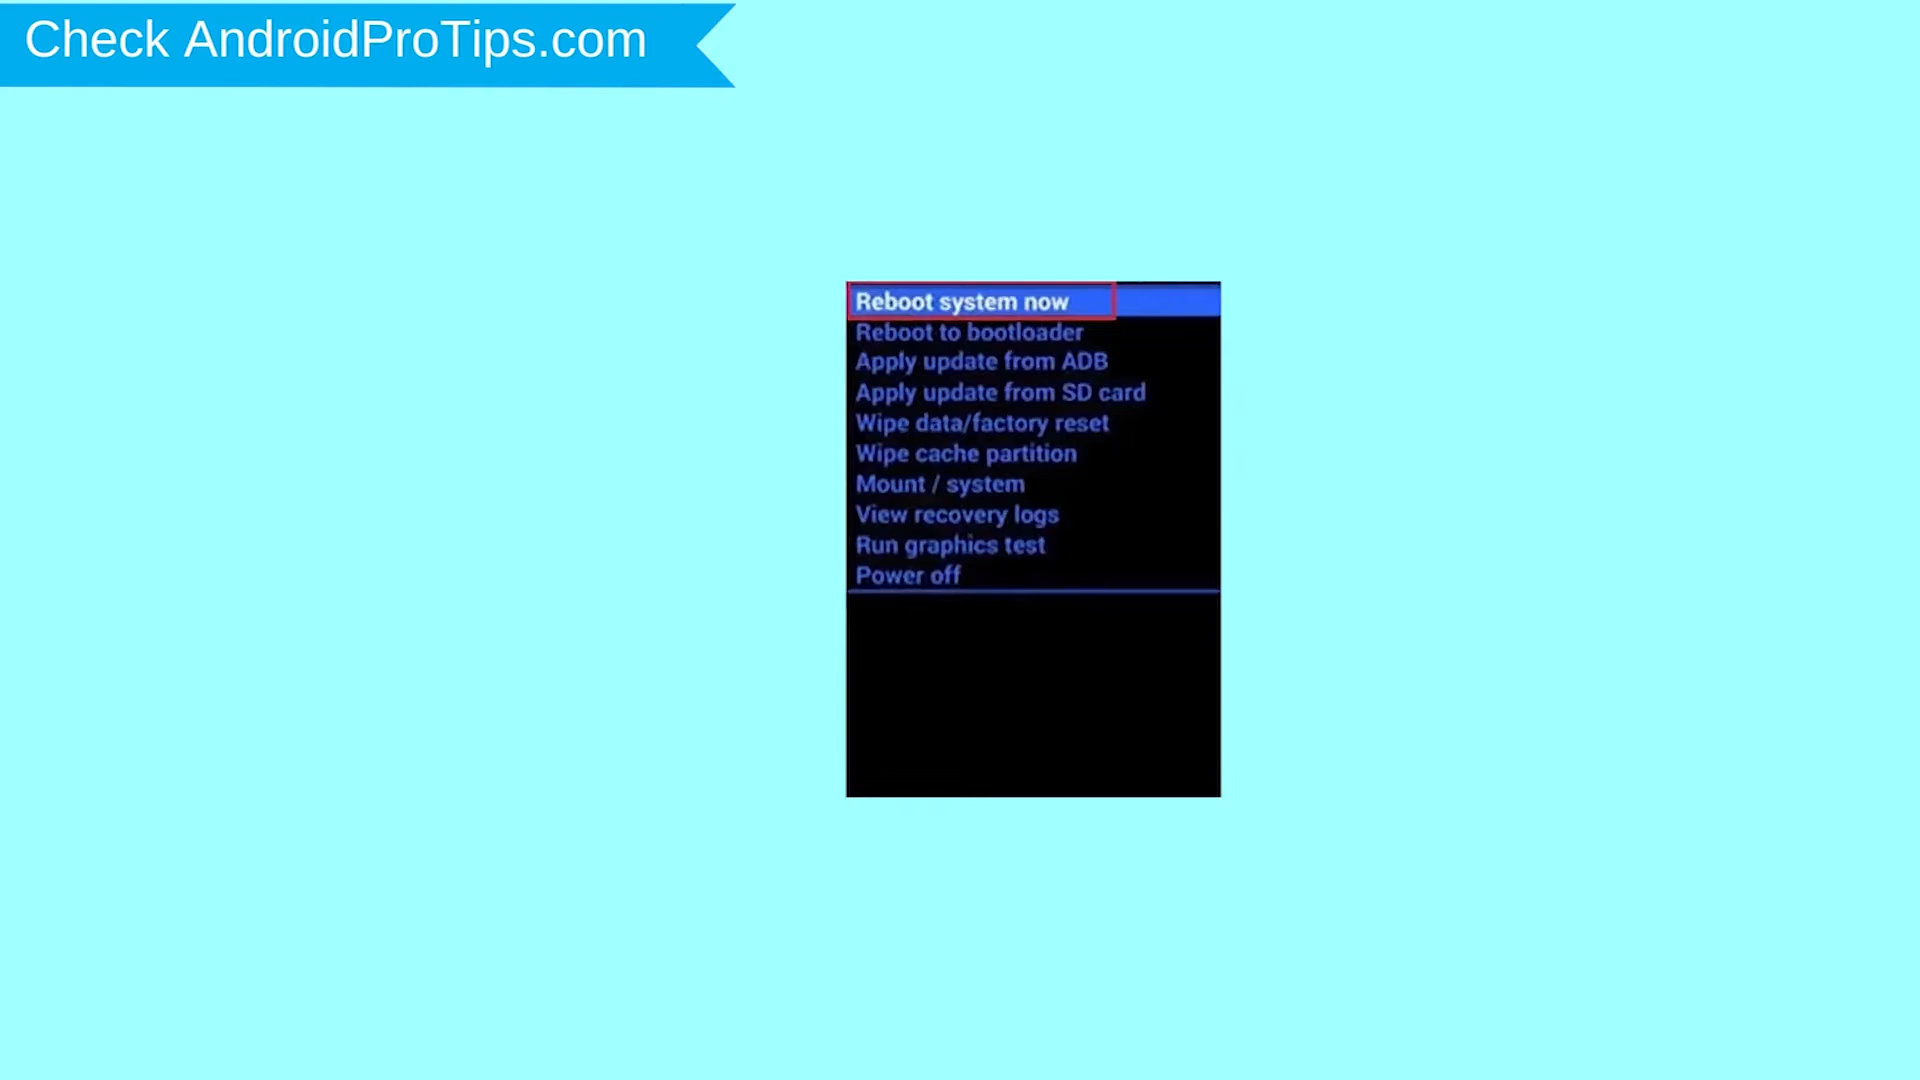 Check AndroidProTips.com
Reboot system now
Reboot to bootloader
Apply update from ADB
Apply update from SD card
Wipe data/factory reset
Wipe cache partition
Mount / system
View recovery logs
Run graphics test
Power off